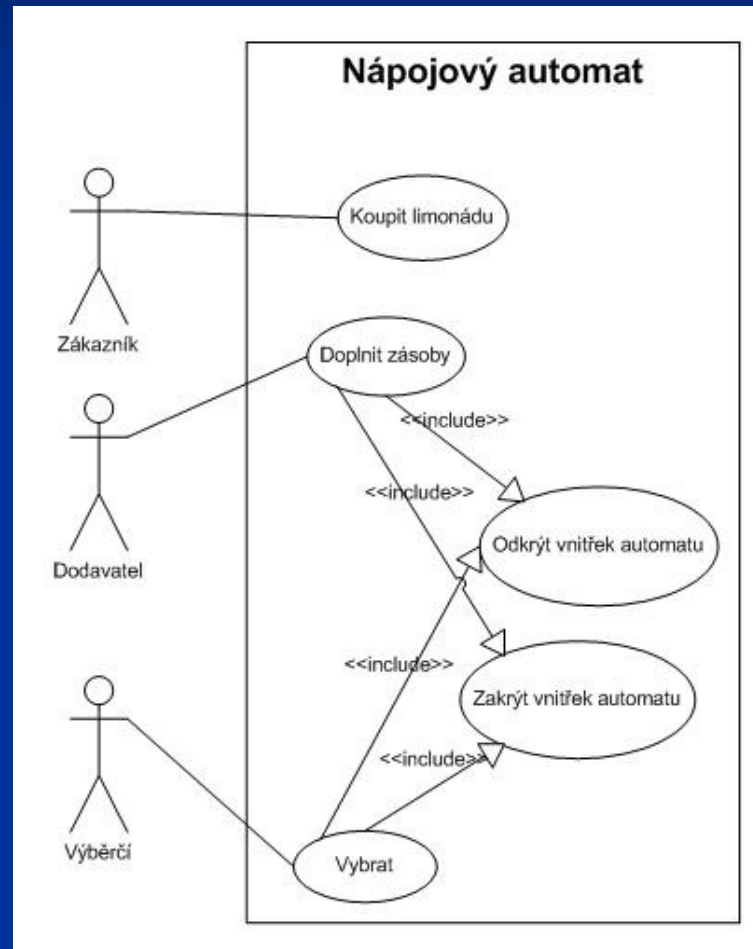 Nápojový automat
Koupit limonádu
Zákazník
Doplnit zásoby
<<include>>
<<include>>
Odkrýt vnitřek automatu
Dodavatel
<<include>>
Zakrýt vnitřek automatu
<<include>>
Výběrčí
Vybrat